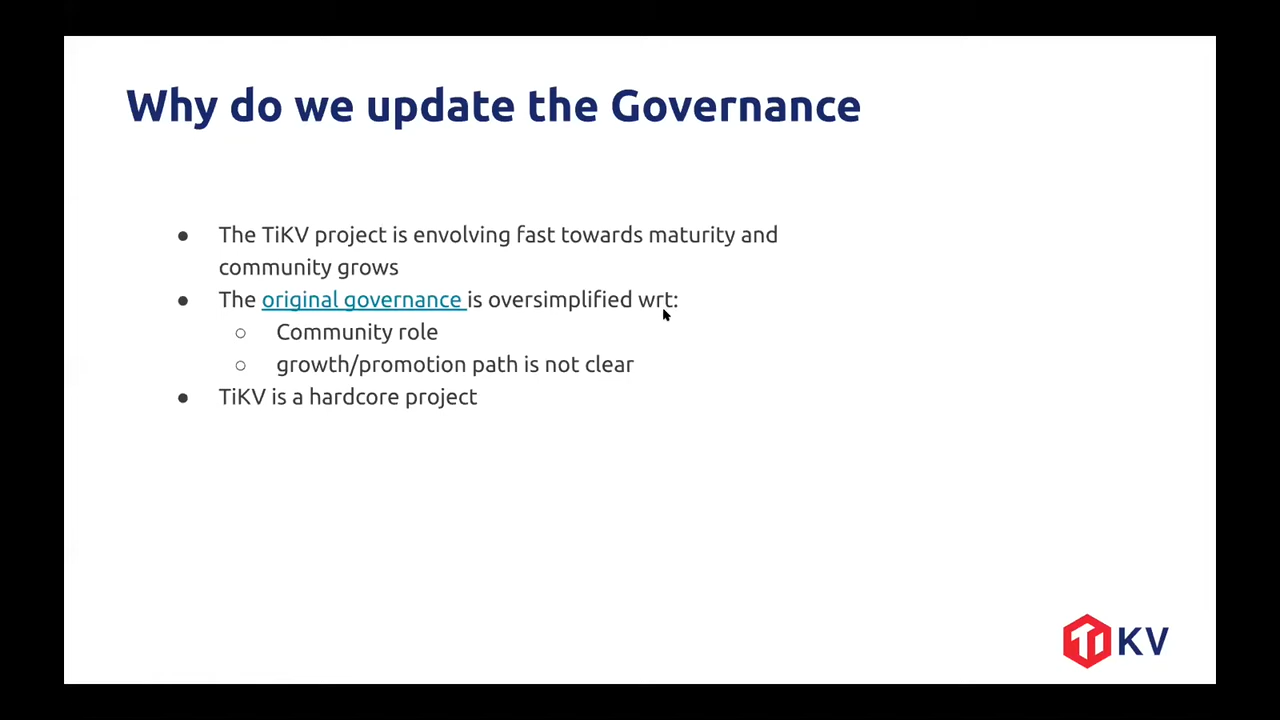 Why do we update the Governance
● The TiKV project is envolving fast towards maturity and
community grows
● The original governance is oversimplified wrt:
○ Community role
○ growth/promotion path is not clear
● TiKV is a hardcore project
Ti KV